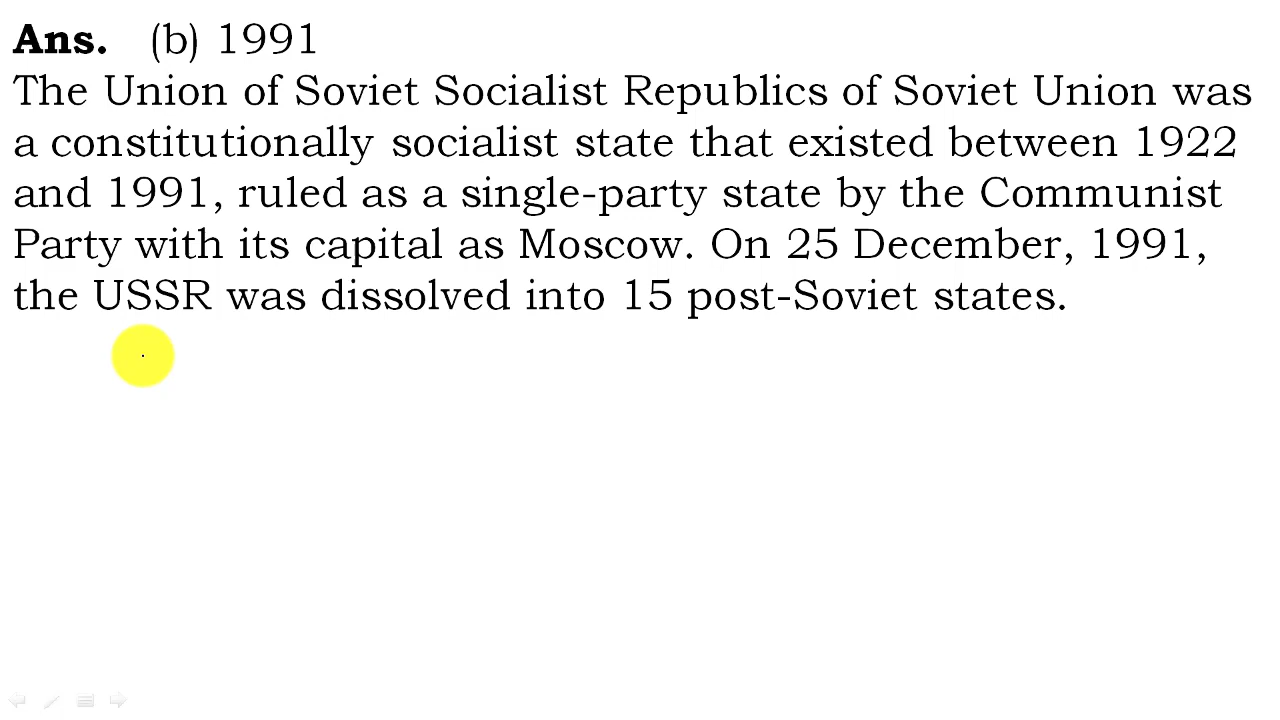 Ans. (b) 1991
The Union of Soviet Socialist Republics of Soviet Union was
a constitutionally socialist state that existed between 1922
and 1991, ruled as a single-party state by the Communist
Party with its capital as Moscow. On 25 December, 1991,
the USSR was dissolved into 15 post-Soviet states.